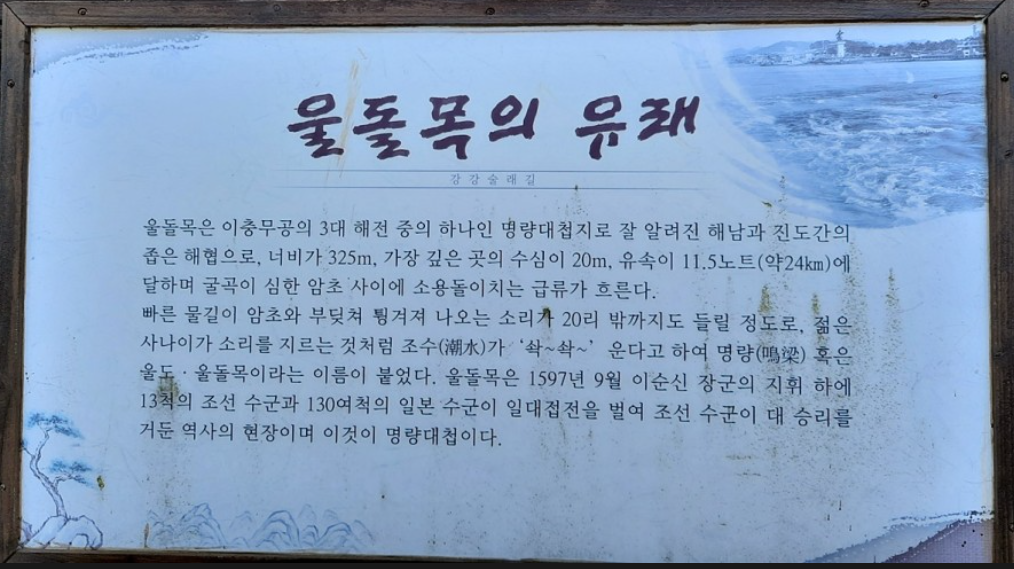 울돌목의 유래
강강술래길
울돌목은 이충무공의 3대 해전 중의 하나인 명량대첩지로 잘 알려진 해남과 진도간의
좁은 해협으로, 너비가 325m, 가장 깊은 곳의 수심이 20m, 유속이 11.5노트(약24㎞)에
달하며 굴곡이 심한 암초 사이에 소용돌이치는 급류가 흐른다.
빠른 물길이 암초와 부딪쳐 튕겨져 나오는 소리가 20리 밖까지도 들릴 정도로, 젊은
사나이가 소리를 지르는 것처럼 조수(潮水)가 ‘솨~솨~’ 운다고 하여 명량(鳴梁) 혹은
울도 · 울돌목이라는 이름이 붙었다. 울돌목은 1597년 9월 이순신 장군의 지휘 하에
13척의 조선 수군과 130여척의 일본 수군이 일대접전을 벌여 조선 수군이 대 승리를
거둔 역사의 현장이며 이것이 명량대첩이다.